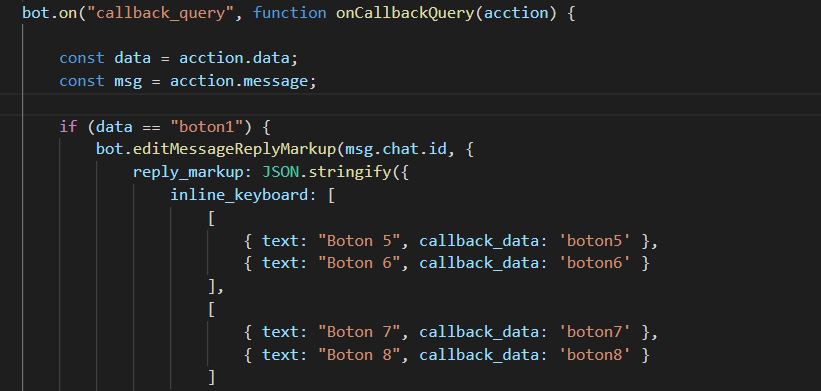 bot.on("callback_query", function onCallbackQuery(acction) {
const data = acction.data;
const msg = acction.message;
if (data == "boton1") {
bot.editMessageReplyMarkup(msg.chat.id, {
reply_markup: JSON.stringify({
inline_keyboard: [
[
{ text: "Boton 5", callback_data: 'boton5' },
{ text: "Boton 6", callback_data: 'boton6' }
],
[
{ text: "Boton 7", callback_data: 'boton7' },
{ text: "Boton 8", callback_data: 'boton8' }
]